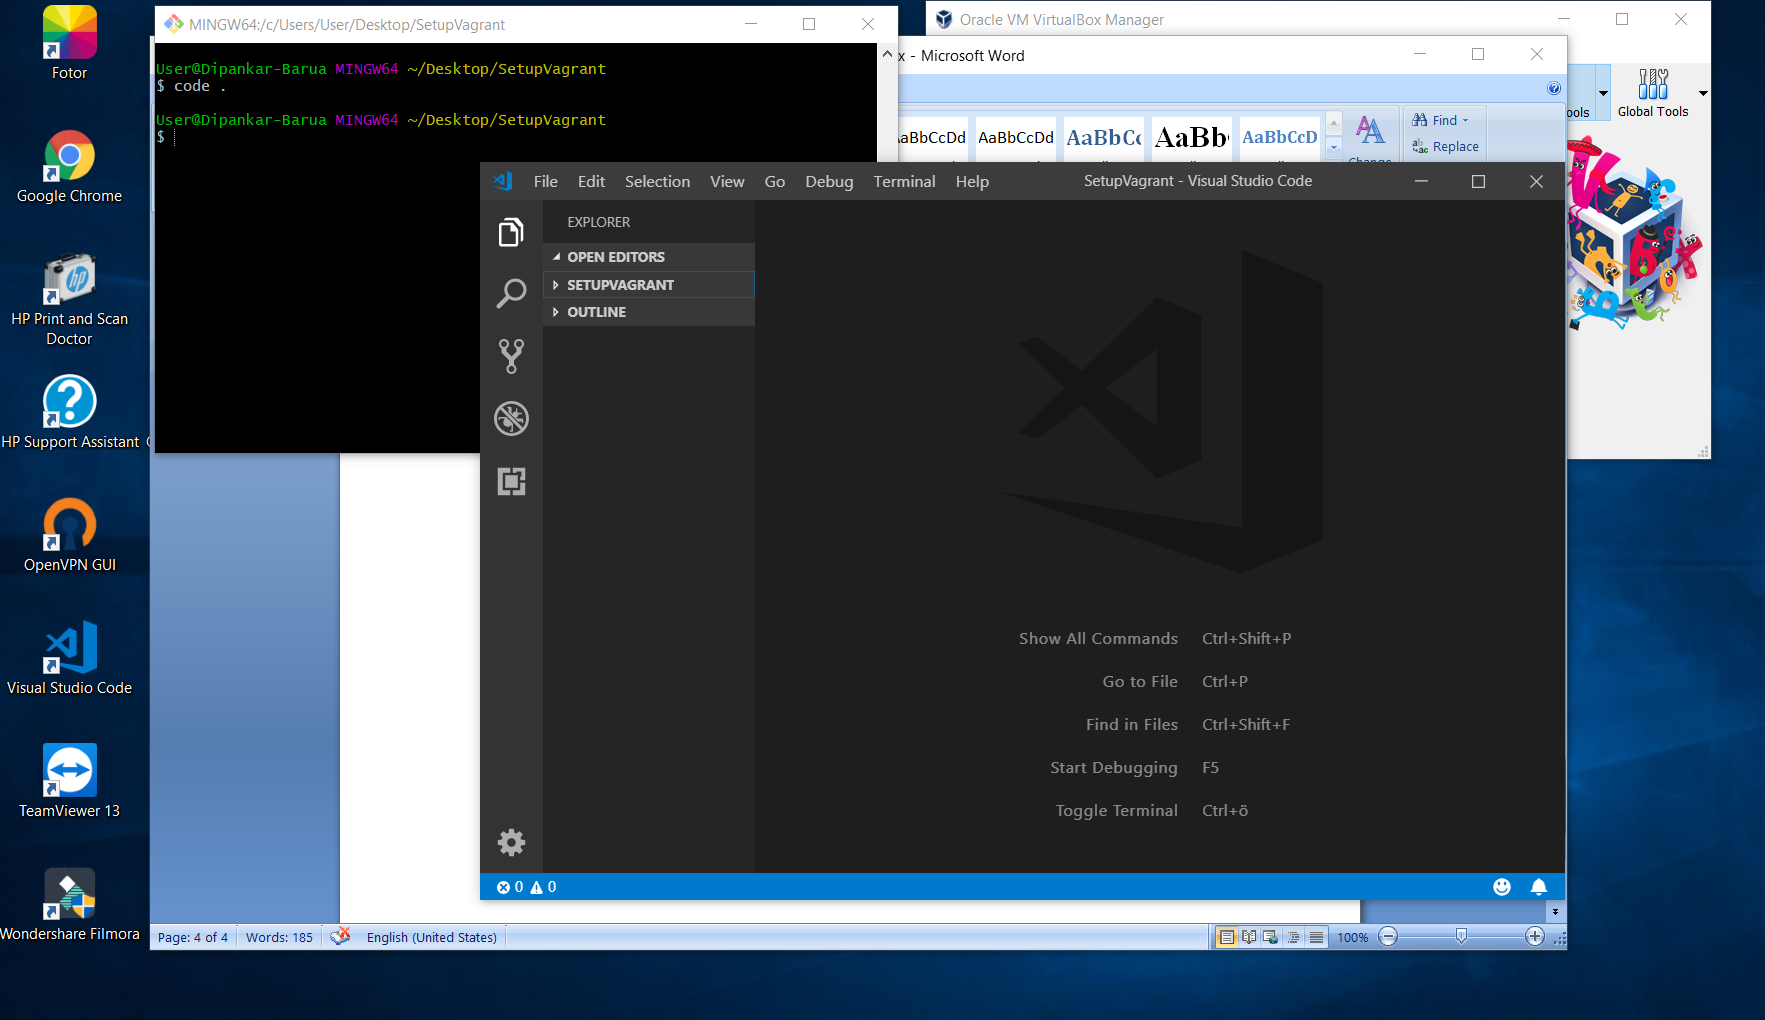 Fotor
Google Chrome
HP Print and Scan
Doctor
HP Support Assistant
OpenVPN GUI
Visual Studio Code
TeamViewer 13
Wondershare Filmora
MINGW64:/c/Users/User/Desktop/SetupVagrant
User@Dipankar-Barua MINGW64 ~/Desktop/SetupVagrant
$ code .
User@Dipankar-Barua MINGW64 ~/Desktop/SetupVagrant
$
Oracle VM VirtualBox Manager
x - Microsoft Word
ools
Global Tools
AaBbCcDd AaBbCcDd AaBbCc AaBb AaBbCcD
Change
Find
Replace
File Edit Selection View Go Debug Terminal Help
SetupVagrant - Visual Studio Code
EXPLORER
OPEN EDITORS
SETUPVAGRANT
OUTLINE
Show All Commands Ctrl+Shift+P
Go to File Ctrl+P
Find in Files Ctrl+Shift+F
Start Debugging F5
Toggle Terminal Ctrl+ö
0 0
Page: 4 of 4 Words: 185 English (United States) 100%